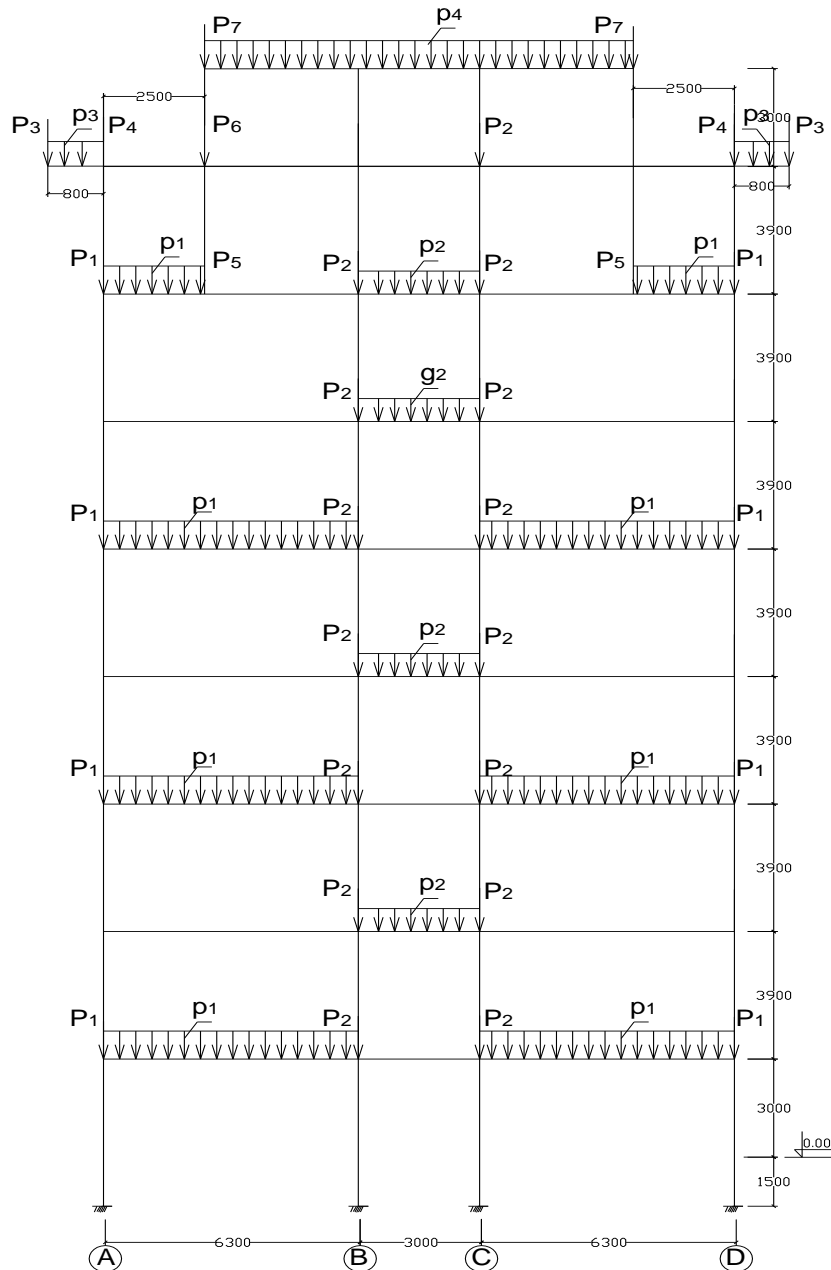 P7 p4 P7
2500 2500
3000
P3 p3 P4 P6 P2 P4 p3 P3
800 800
3900
P1 p1 P5 P2 p2 P2 P5 p1 P1
3900
P2 g2 P2
3900
P1 p1 P2 P2 p1 P1
3900
P2 p2 P2
3900
P1 p1 P2 P2 p1 P1
3900
P2 p2 P2
3900
P1 p1 P2 P2 p1 P1
3000
0.00
1500
6300 3000 6300
A B C D